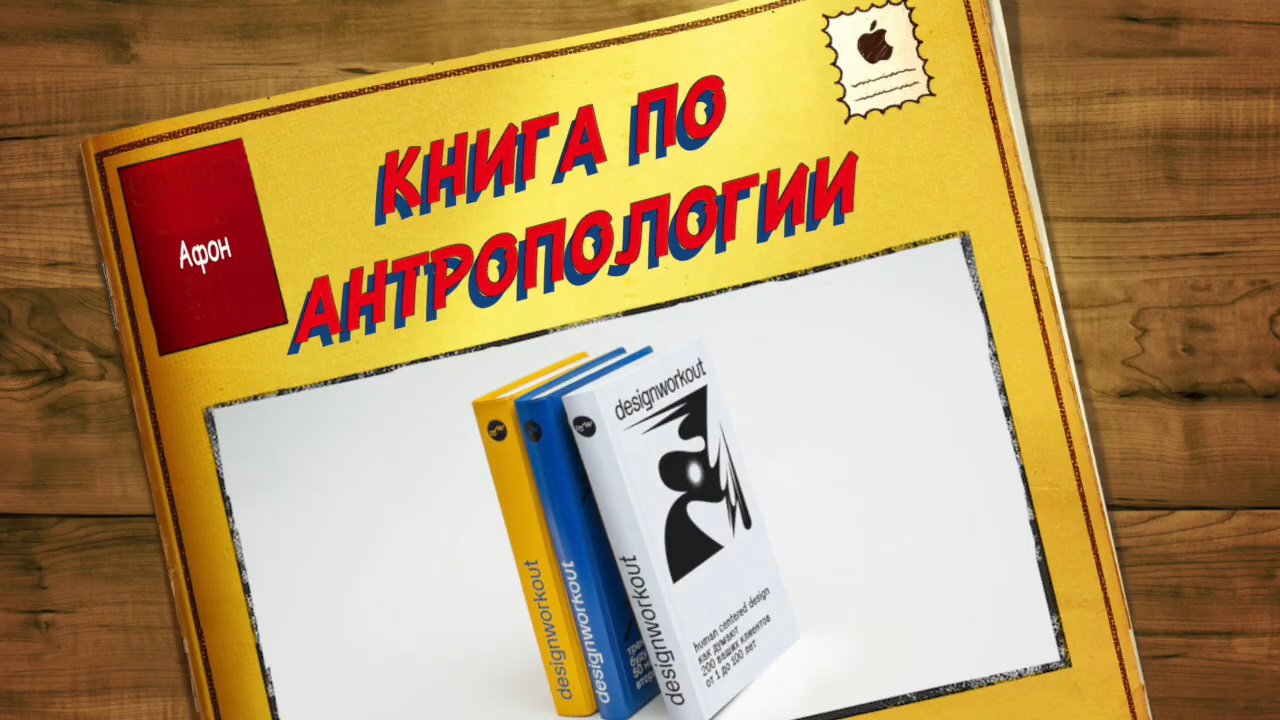 КНИГА ПО
АНТРОПОЛОГИИ
Афон
designworkout
designworkout
designworkout
designworkout
human centered design
как думают
200 ваших клиентов
от 1 до 100 лет